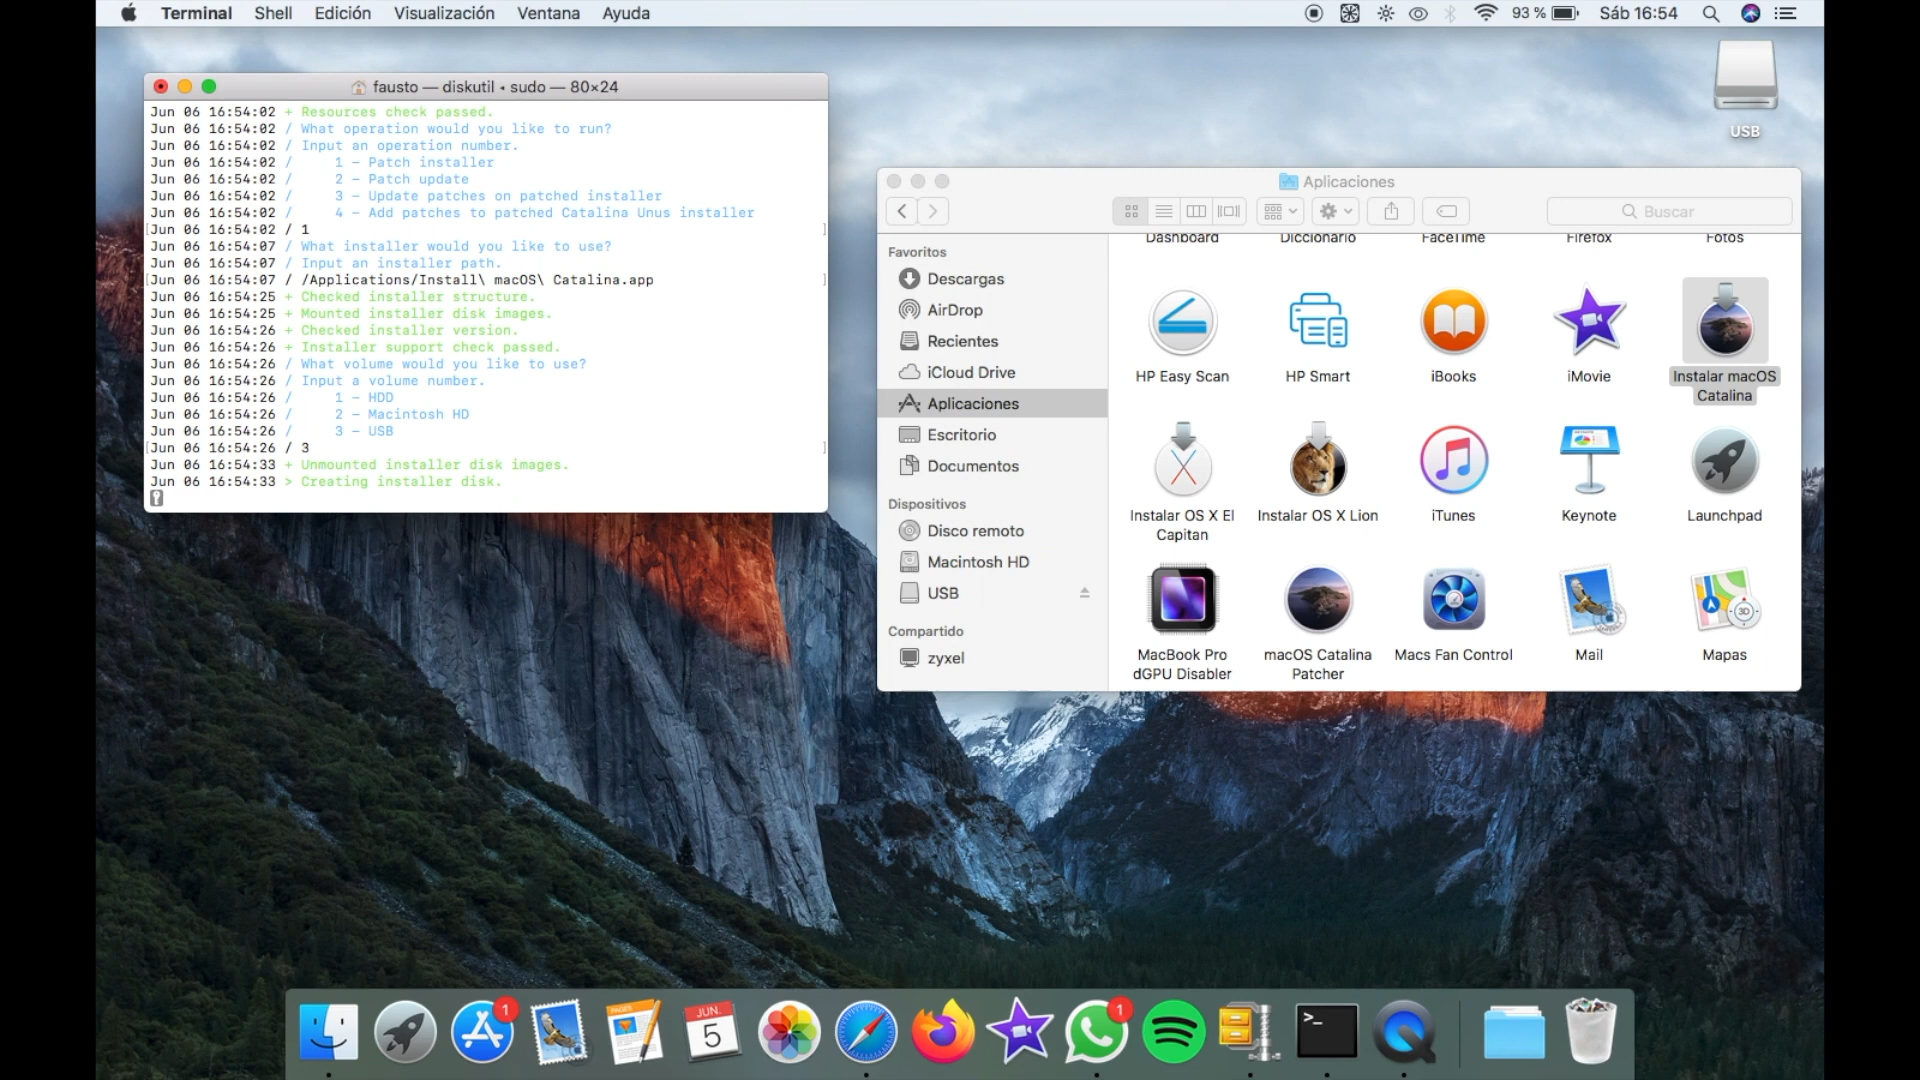 Terminal Shell Edición Visualización Ventana Ayuda
93 % Sáb 16:54
USB
fausto — diskutil ◂ sudo — 80×24
Jun 06 16:54:02 + Resources check passed.
Jun 06 16:54:02 / What operation would you like to run?
Jun 06 16:54:02 / Input an operation number.
Jun 06 16:54:02 /     1 - Patch installer
Jun 06 16:54:02 /     2 - Patch update
Jun 06 16:54:02 /     3 - Update patches on patched installer
Jun 06 16:54:02 /     4 - Add patches to patched Catalina Unus installer
[Jun 06 16:54:02 / 1 ]
Jun 06 16:54:07 / What installer would you like to use?
Jun 06 16:54:07 / Input an installer path.
[Jun 06 16:54:07 / /Applications/Install\ macOS\ Catalina.app ]
Jun 06 16:54:25 + Checked installer structure.
Jun 06 16:54:25 + Mounted installer disk images.
Jun 06 16:54:26 + Checked installer version.
Jun 06 16:54:26 + Installer support check passed.
Jun 06 16:54:26 / What volume would you like to use?
Jun 06 16:54:26 / Input a volume number.
Jun 06 16:54:26 /     1 - HDD
Jun 06 16:54:26 /     2 - Macintosh HD
Jun 06 16:54:26 /     3 - USB
[Jun 06 16:54:26 / 3 ]
Jun 06 16:54:33 + Unmounted installer disk images.
Jun 06 16:54:33 > Creating installer disk.
Aplicaciones
Buscar
Favoritos
Descargas
AirDrop
Recientes
iCloud Drive
Aplicaciones
Escritorio
Documentos
Dispositivos
Disco remoto
Macintosh HD
USB
Compartido
zyxel
Dashboard Diccionario FaceTime Firefox Fotos
HP Easy Scan HP Smart iBooks iMovie Instalar macOS
Catalina
Instalar OS X El Instalar OS X Lion iTunes Keynote Launchpad
Capitan
3D
MacBook Pro macOS Catalina Macs Fan Control Mail Mapas
dGPU Disabler Patcher
1
PAGES
JUN.
5
1
>_